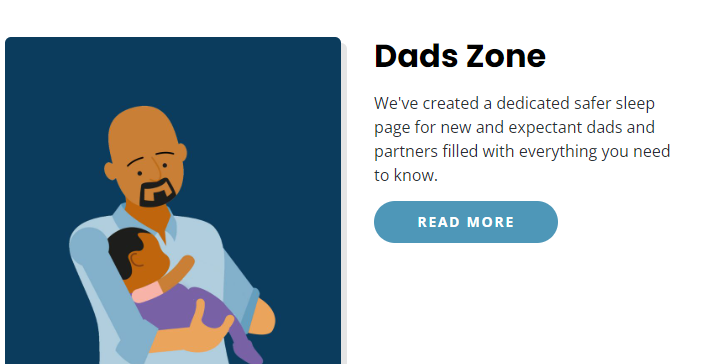 Dads Zone
We've created a dedicated safer sleep
page for new and expectant dads and
partners filled with everything you need
to know.
READ MORE